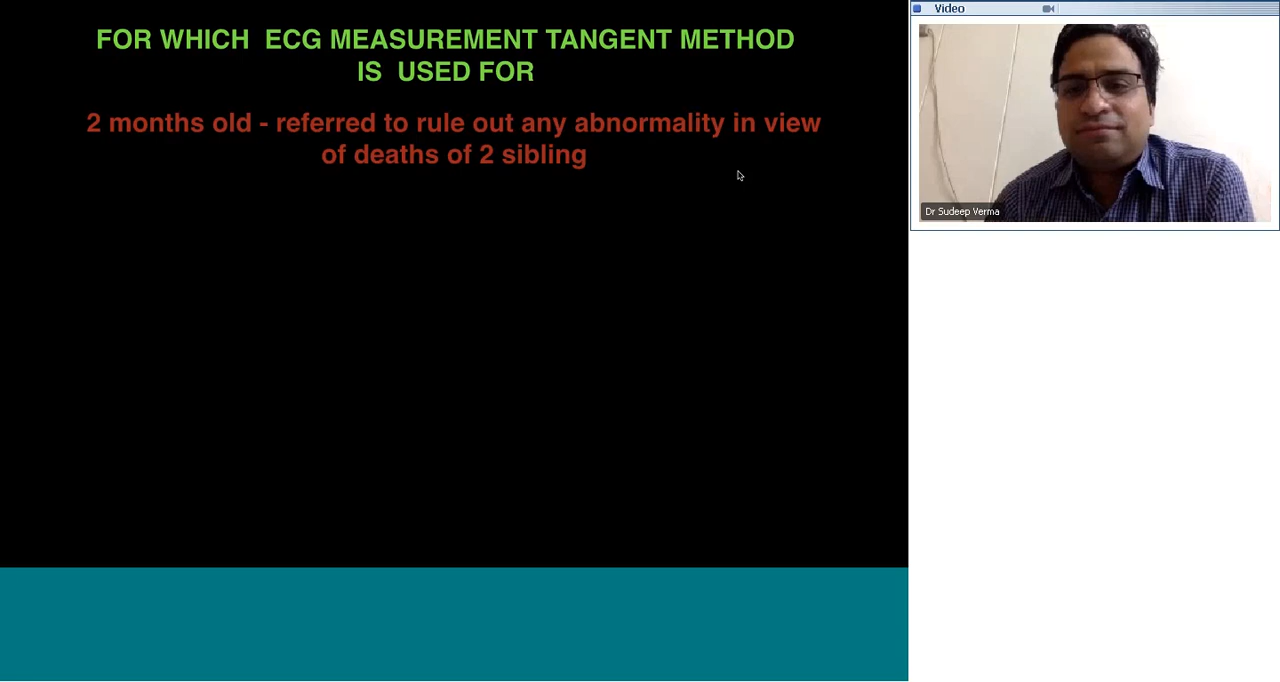 FOR WHICH  ECG MEASUREMENT TANGENT METHOD
IS  USED FOR
2 months old - referred to rule out any abnormality in view
of deaths of 2 sibling
Video
Dr Sudeep Verma